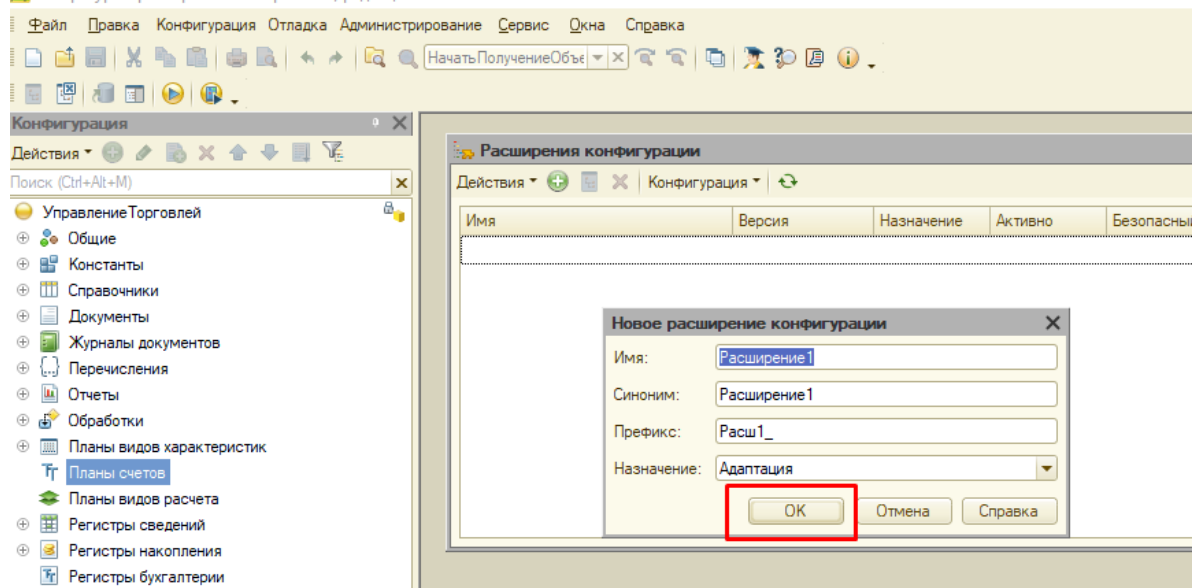 Файл Правка Конфигурация Отладка Администрирование Сервис Окна Справка
НачатьПолучениеОбъе
Конфигурация
Действия
Поиск (Ctrl+Alt+M)
УправлениеТорговлей
Общие
Константы
Справочники
Документы
Журналы документов
Перечисления
Отчеты
Обработки
Планы видов характеристик
Планы счетов
Планы видов расчета
Регистры сведений
Регистры накопления
Регистры бухгалтерии
Расширения конфигурации
Действия Конфигурация
Имя Версия Назначение Активно Безопасный
Новое расширение конфигурации
Имя: Расширение1
Синоним: Расширение1
Префикс: Расш1_
Назначение: Адаптация
OK Отмена Справка